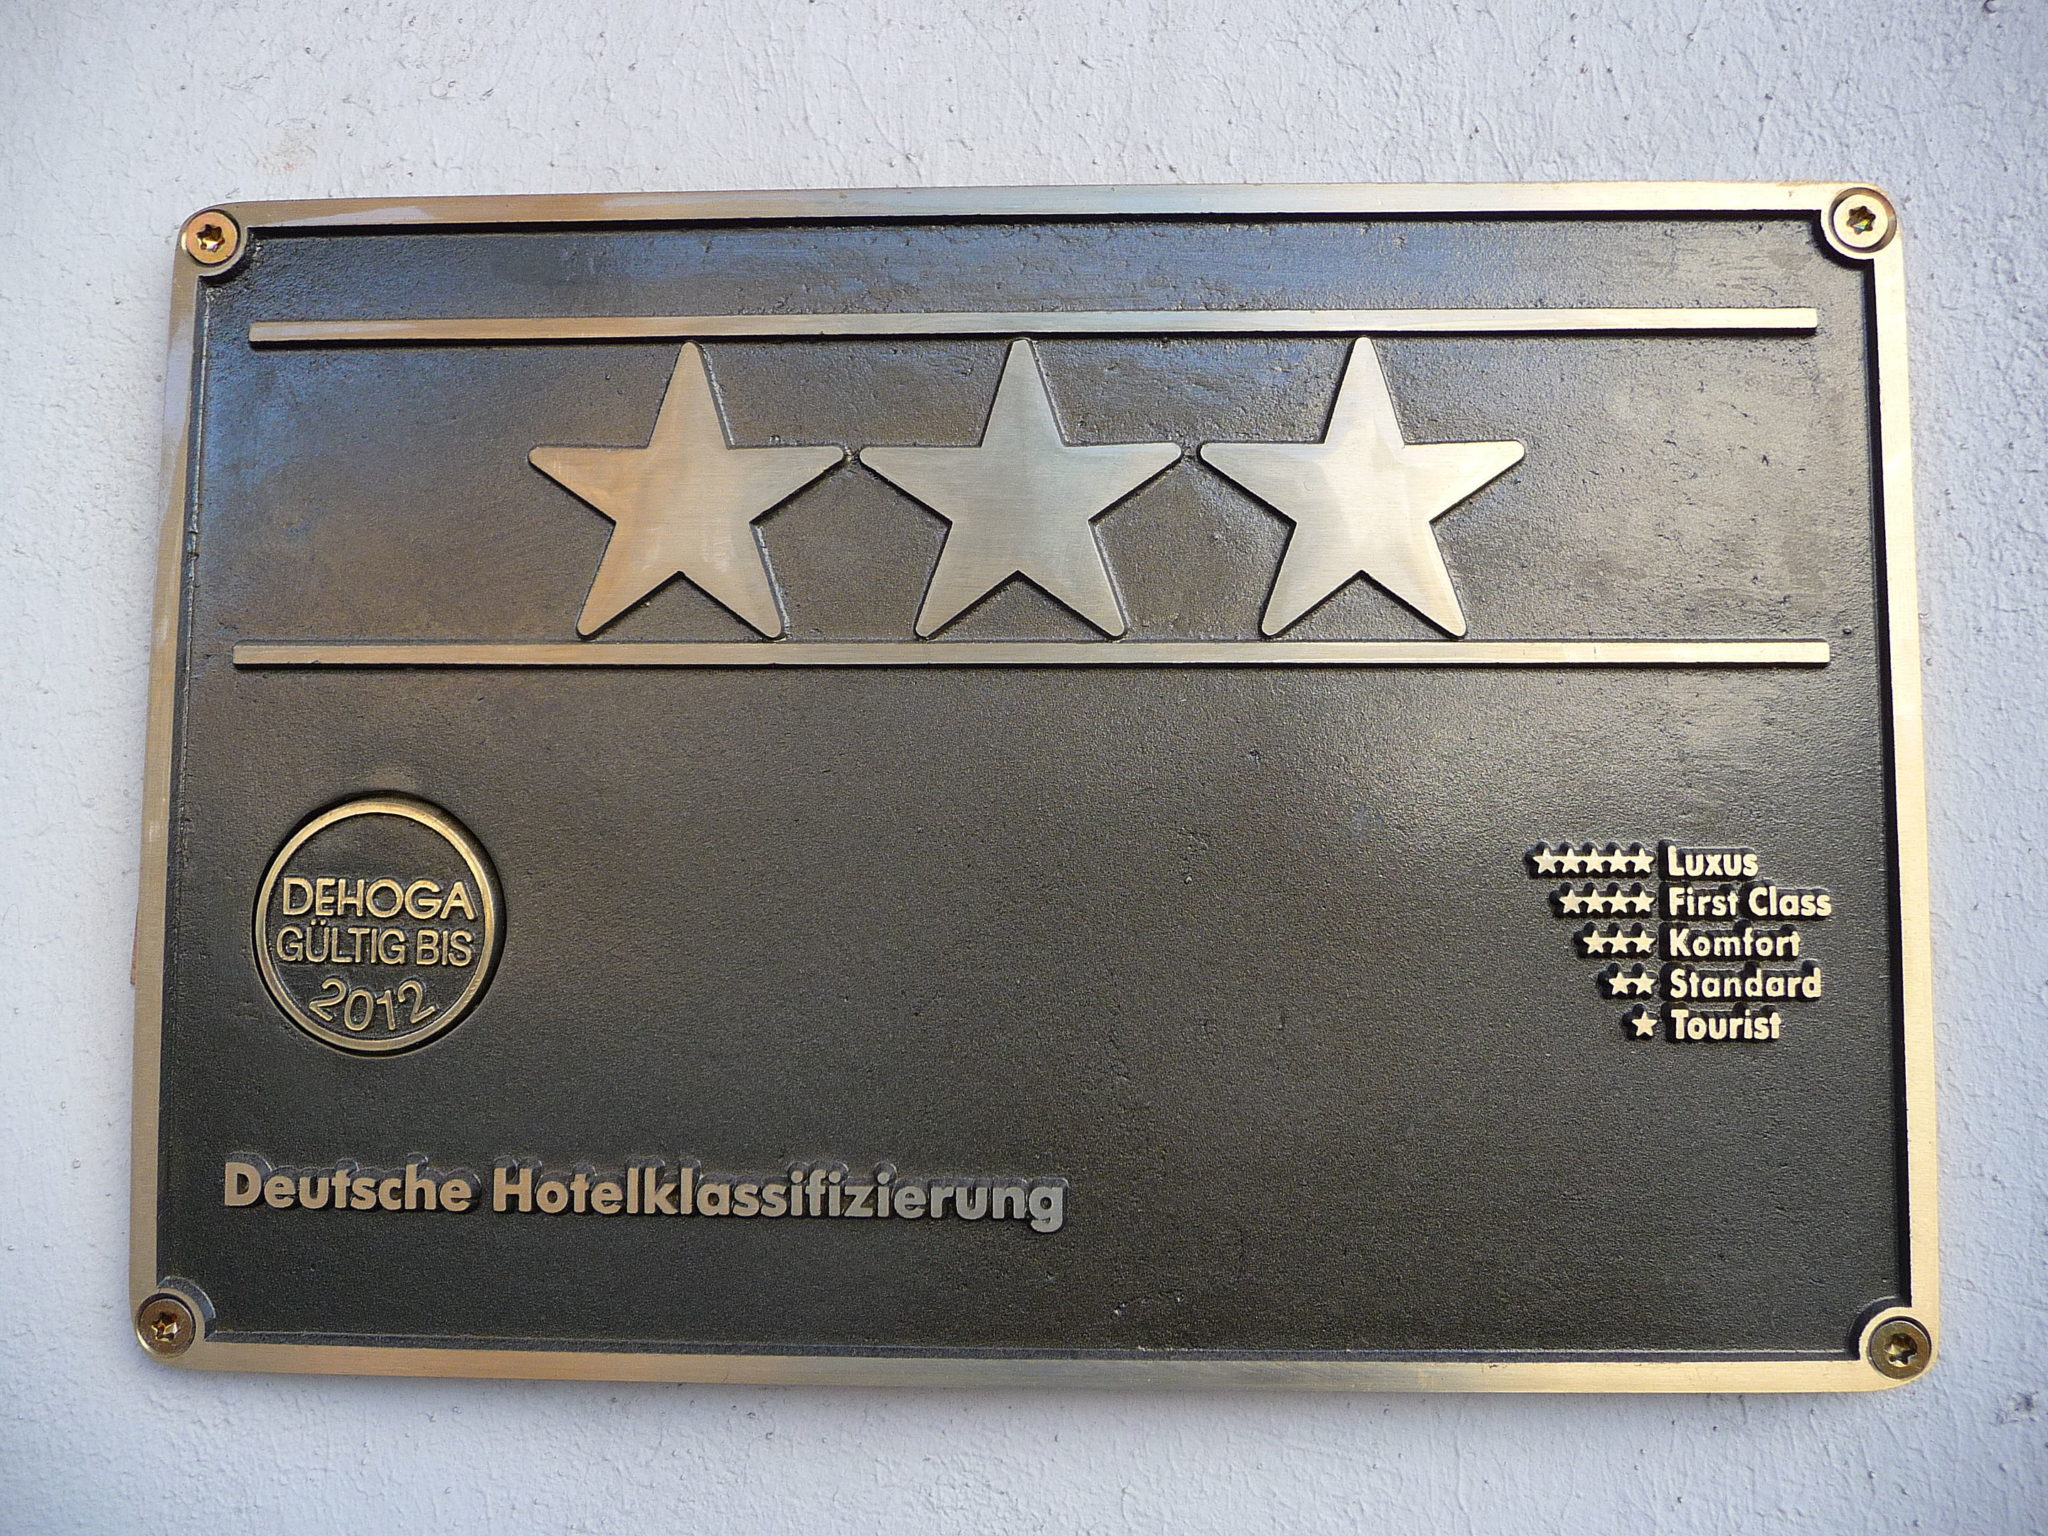 DEHOGA
GÜLTIG BIS
2012
★★★★★ Luxus
★★★★ First Class
★★★ Komfort
★★ Standard
★ Tourist
Deutsche Hotelklassifizierung